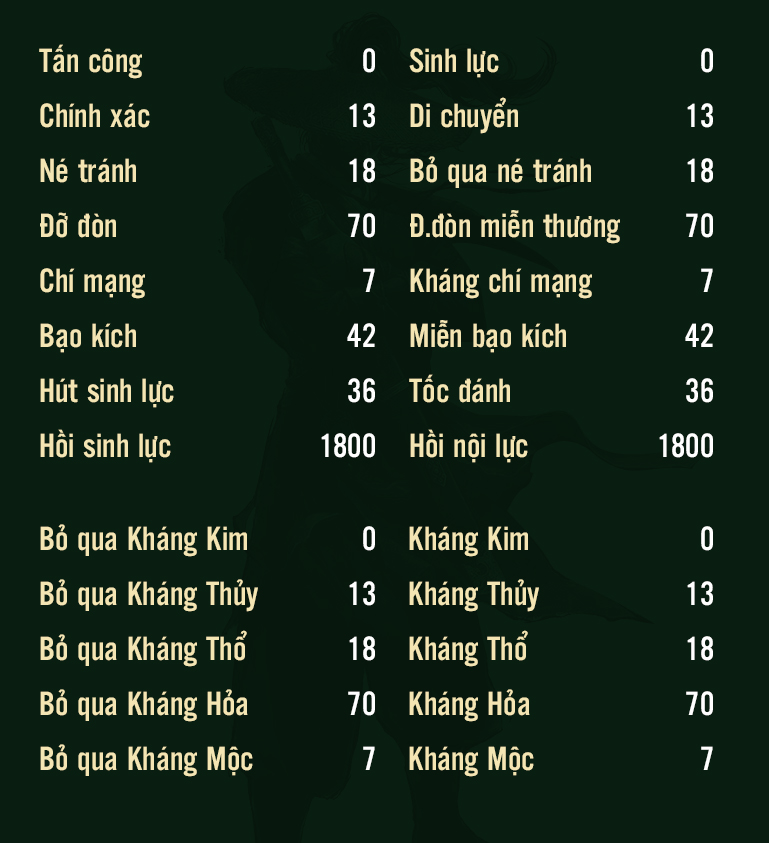 Tấn công 0 Sinh lực 0
Chính xác 13 Di chuyển 13
Né tránh 18 Bỏ qua né tránh 18
Đỡ đòn 70 Đ.đòn miễn thương 70
Chí mạng 7 Kháng chí mạng 7
Bạo kích 42 Miễn bạo kích 42
Hút sinh lực 36 Tốc đánh 36
Hồi sinh lực 1800 Hồi nội lực 1800
Bỏ qua Kháng Kim 0 Kháng Kim 0
Bỏ qua Kháng Thủy 13 Kháng Thủy 13
Bỏ qua Kháng Thổ 18 Kháng Thổ 18
Bỏ qua Kháng Hỏa 70 Kháng Hỏa 70
Bỏ qua Kháng Mộc 7 Kháng Mộc 7